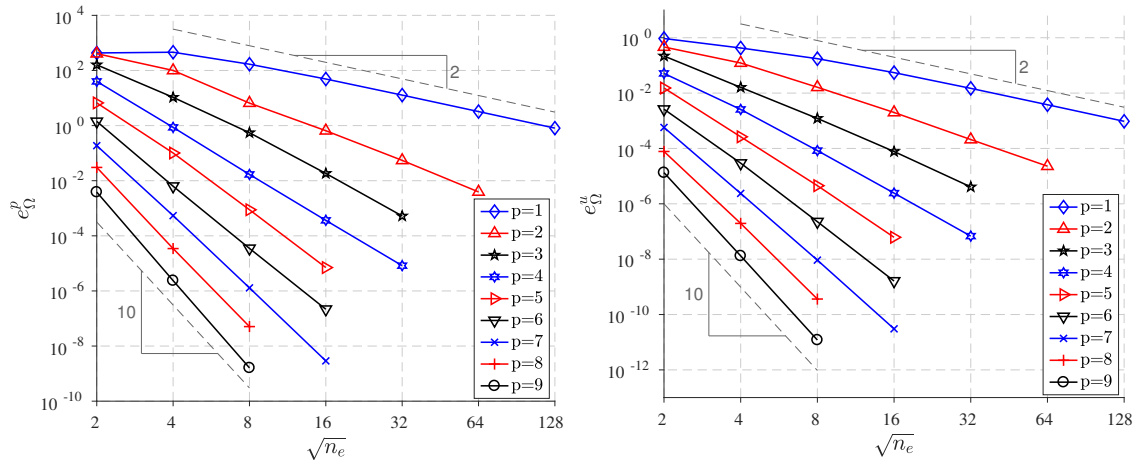 10^4
10^2
10^0
10^-2
10^-4
10^-6
10^-8
10^-10
e_Ω^p
2
10
p=1
p=2
p=3
p=4
p=5
p=6
p=7
p=8
p=9
2 4 8 16 32 64 128
√n_e
10^0
10^-2
10^-4
10^-6
10^-8
10^-10
10^-12
e_Ω^u
2
10
p=1
p=2
p=3
p=4
p=5
p=6
p=7
p=8
p=9
2 4 8 16 32 64 128
√n_e